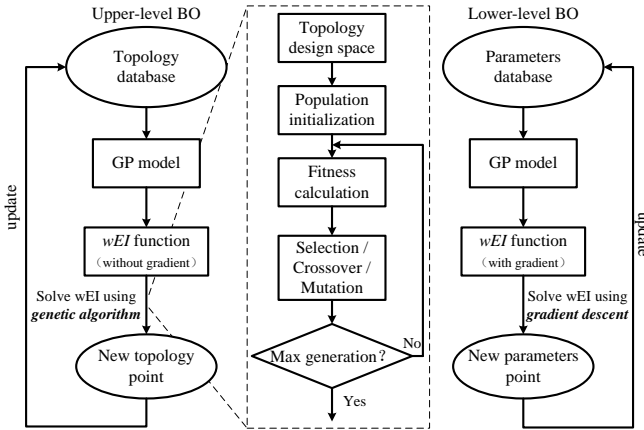 Upper-level BO
Topology
database
GP model
wEI function
（without gradient）
Solve wEI using
genetic algorithm
New topology
point
update
Topology
design space
Population
initialization
Fitness
calculation
Selection /
Crossover /
Mutation
Max generation？
No
Yes
Lower-level BO
Parameters
database
GP model
wEI function
（with gradient）
Solve wEI using
gradient descent
New parameters
point
update